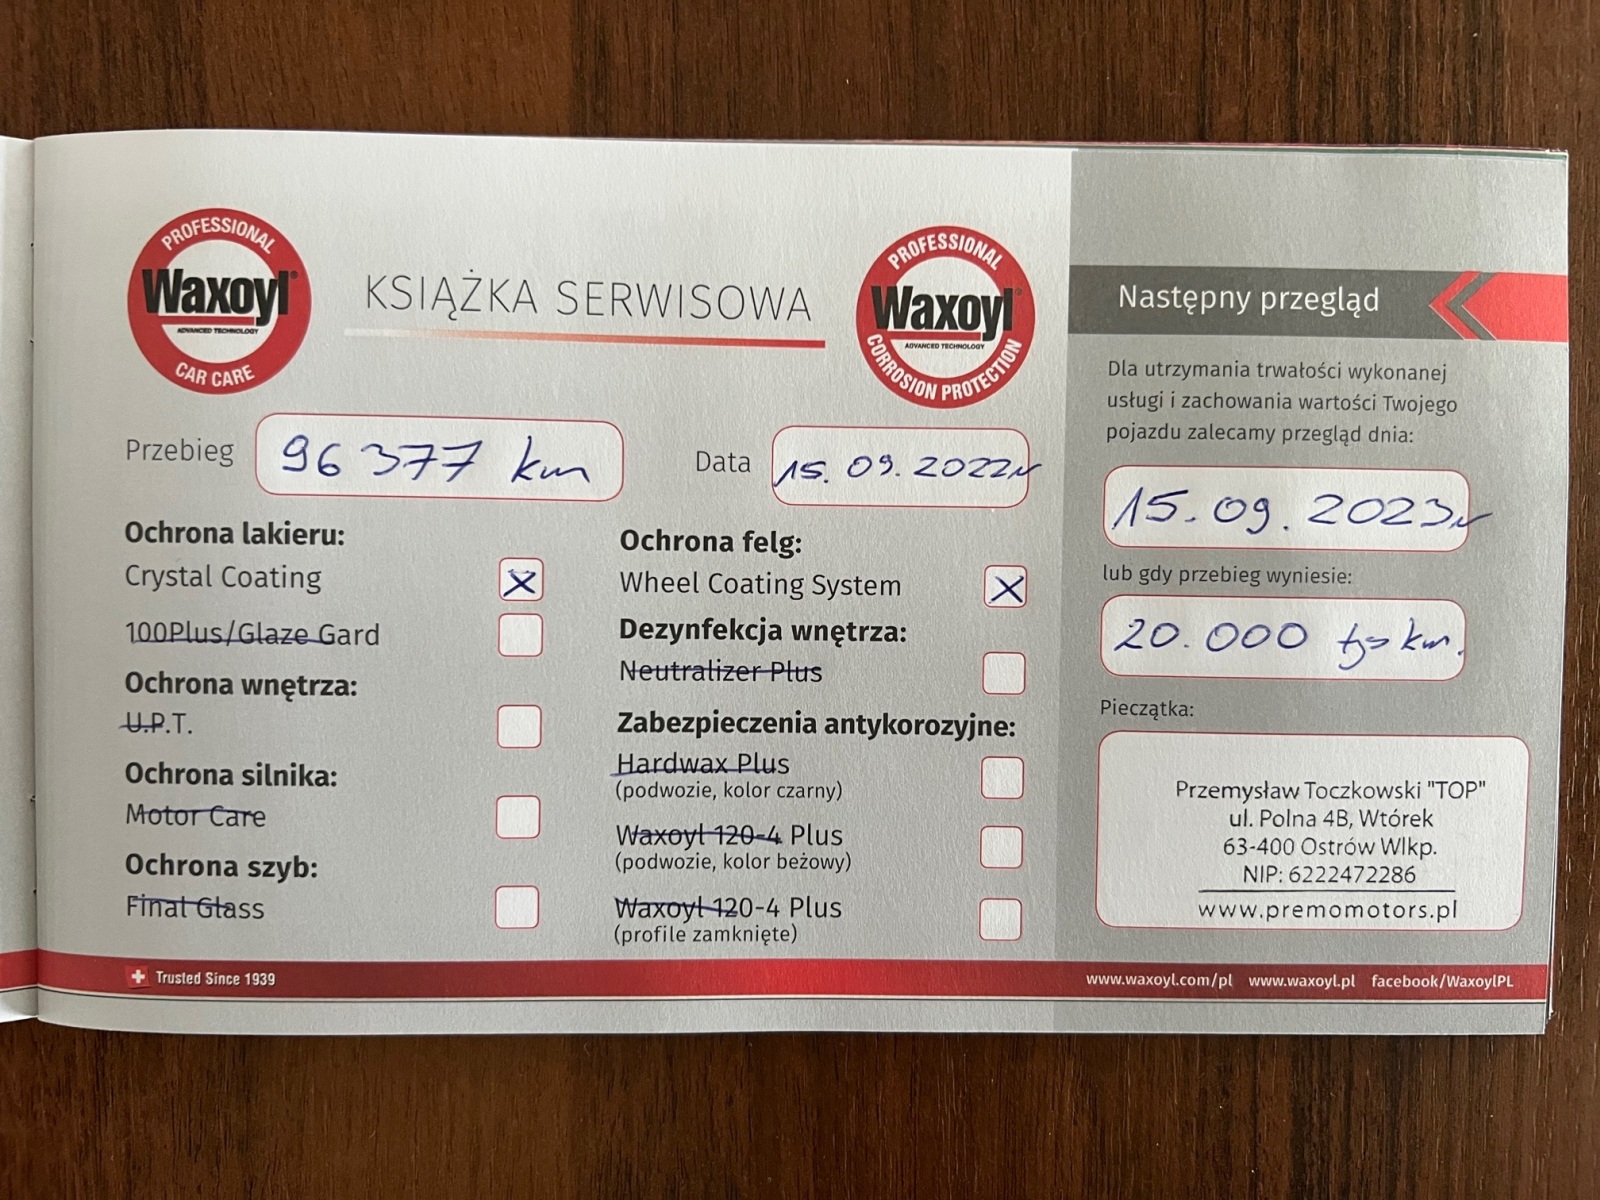 PROFESSIONAL
Waxoyl®
ADVANCED TECHNOLOGY
CAR CARE
KSIĄŻKA SERWISOWA
PROFESSIONAL
Waxoyl®
ADVANCED TECHNOLOGY
CORROSION PROTECTION
Przebieg 96 377 km
Data 15. 09. 2022r
Ochrona lakieru:
Crystal Coating X
100Plus/Glaze Gard
Ochrona wnętrza:
U.P.T.
Ochrona silnika:
Motor Care
Ochrona szyb:
Final Glass
Ochrona felg:
Wheel Coating System X
Dezynfekcja wnętrza:
Neutralizer Plus
Zabezpieczenia antykorozyjne:
Hardwax Plus
(podwozie, kolor czarny)
Waxoyl 120-4 Plus
(podwozie, kolor beżowy)
Waxoyl 120-4 Plus
(profile zamknięte)
Następny przegląd
Dla utrzymania trwałości wykonanej
usługi i zachowania wartości Twojego
pojazdu zalecamy przegląd dnia:
15. 09. 2023r
lub gdy przebieg wyniesie:
20.000 tyś km.
Pieczątka:
Przemysław Toczkowski "TOP"
ul. Polna 4B, Wtórek
63-400 Ostrów Wlkp.
NIP: 6222472286
www.premomotors.pl
Trusted Since 1939
www.waxoyl.com/pl www.waxoyl.pl facebook/WaxoylPL